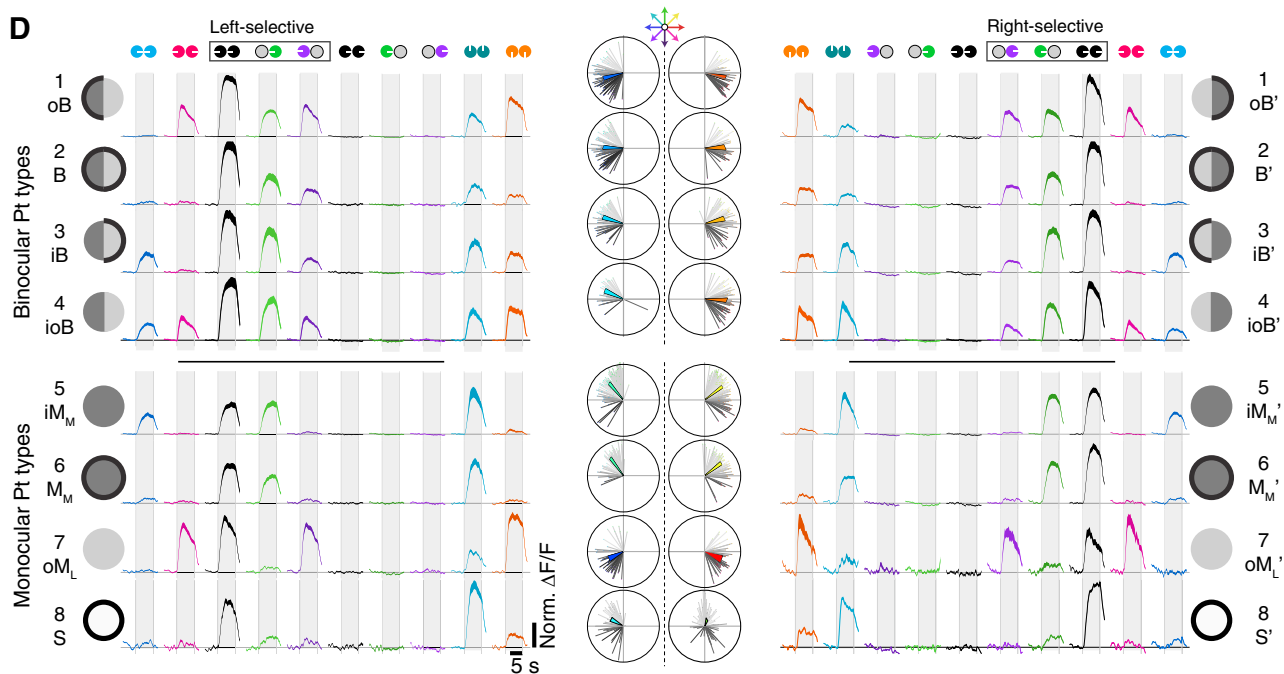 D
Left-selective
Right-selective
Binocular Pt types
1
oB
2
B
3
iB
4
ioB
1
oB'
2
B'
3
iB'
4
ioB'
Monocular Pt types
5
iM_M
6
M_M
7
oM_L
8
S
Norm. ΔF/F
5 s
5
iM_M'
6
M_M'
7
oM_L'
8
S'